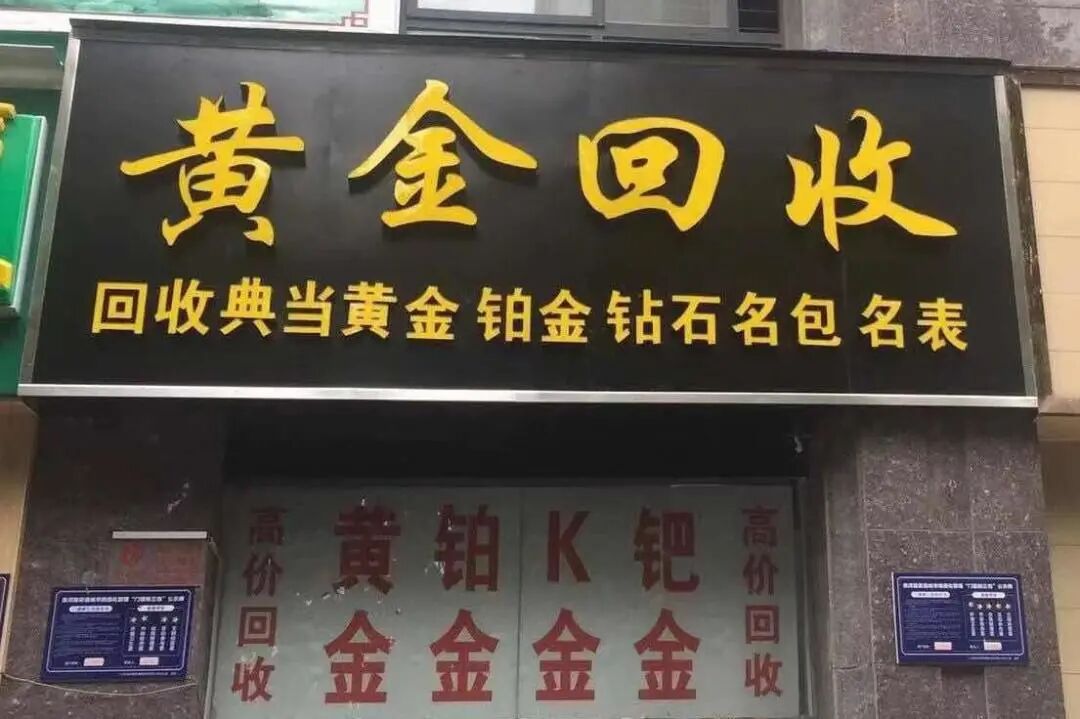 黄金回收
回收典当黄金 铂金 钻石名包 名表
高价回收
黄金
铂金
K金
钯金
高价回收